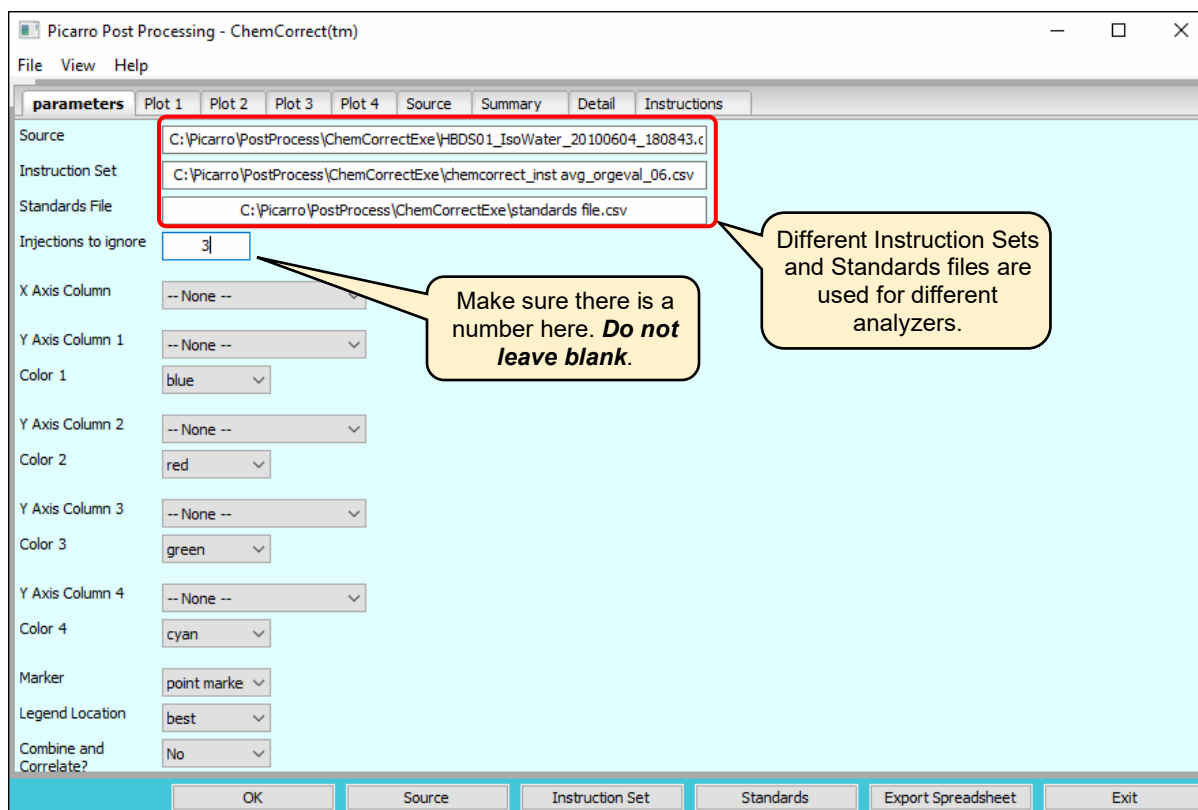 Picarro Post Processing - ChemCorrect(tm)
File View Help
parameters Plot 1 Plot 2 Plot 3 Plot 4 Source Summary Detail Instructions
Source C:\Picarro\PostProcess\ChemCorrectExe\HBDS01_IsoWater_20100604_180843.c
Instruction Set C:\Picarro\PostProcess\ChemCorrectExe\chemcorrect_inst avg_orgeval_06.csv
Standards File C:\Picarro\PostProcess\ChemCorrectExe\standards file.csv
Injections to ignore 3
Different Instruction Sets
and Standards files are
used for different
analyzers.
X Axis Column -- None --
Make sure there is a
number here. Do not
leave blank.
Y Axis Column 1 -- None --
Color 1 blue
Y Axis Column 2 -- None --
Color 2 red
Y Axis Column 3 -- None --
Color 3 green
Y Axis Column 4 -- None --
Color 4 cyan
Marker point marke
Legend Location best
Combine and
Correlate? No
OK Source Instruction Set Standards Export Spreadsheet Exit